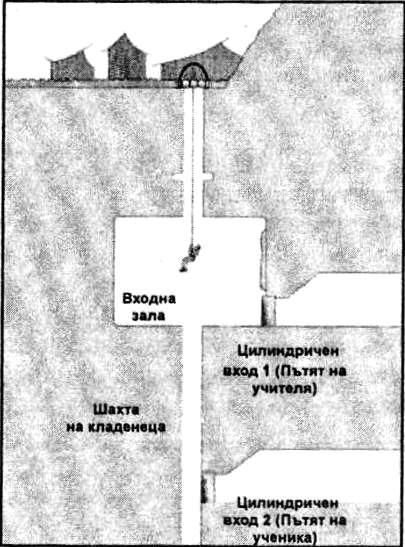 Входна
зала
Цилиндричен
вход 1 (Пътят на
учителя)
Шахта
на кладенеца
Цилиндричен
вход 2 (Пътят на
ученика)